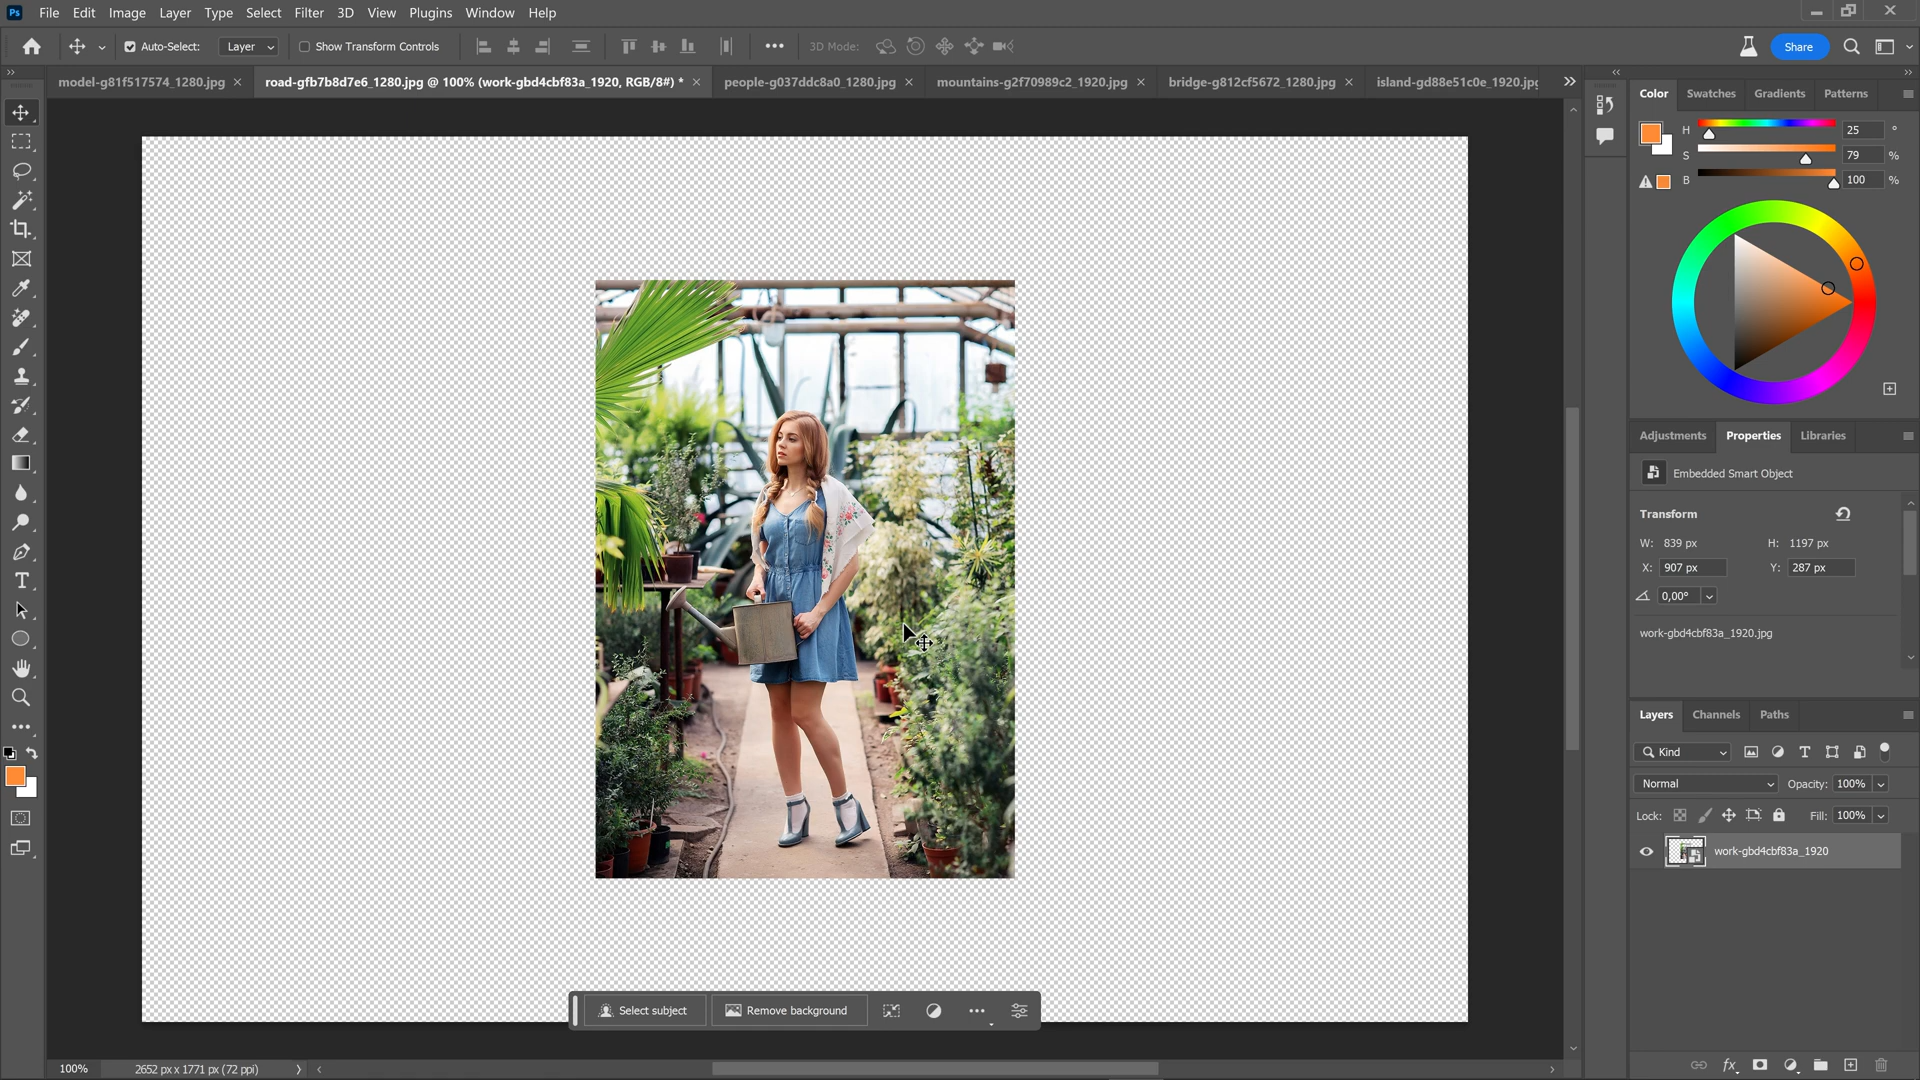 Ps File Edit Image Layer Type Select Filter 3D View Plugins Window Help
Auto-Select: Layer Show Transform Controls 3D Mode: Share
model-g81f517574_1280.jpg road-gfb7b8d7e6_1280.jpg @ 100% (work-gbd4cbf83a_1920, RGB/8#) * people-g037ddc8a0_1280.jpg mountains-g2f70989c2_1920.jpg bridge-g812cf5672_1280.jpg island-gd88e51c0e_1920.jpg
Color Swatches Gradients Patterns
H 25 °
S 79 %
B 100 %
Adjustments Properties Libraries
Embedded Smart Object
Transform
W: 839 px H: 1197 px
X: 907 px Y: 287 px
0,00°
work-gbd4cbf83a_1920.jpg
Layers Channels Paths
Kind
Normal Opacity: 100%
Lock: Fill: 100%
work-gbd4cbf83a_1920
Select subject Remove background
100% 2652 px x 1771 px (72 ppi)
fx